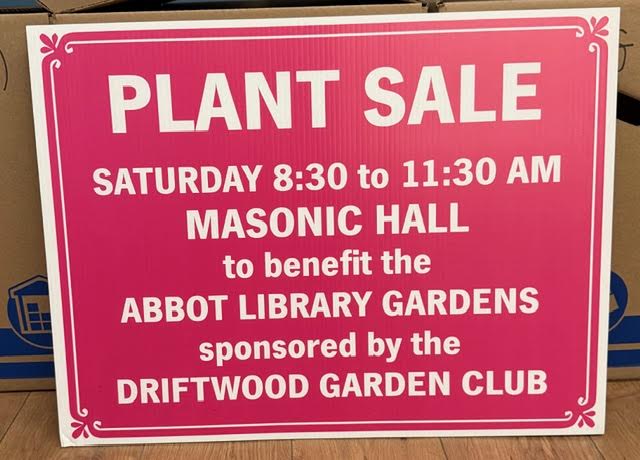 PLANT SALE
SATURDAY 8:30 to 11:30 AM
MASONIC HALL
to benefit the
ABBOT LIBRARY GARDENS
sponsored by the
DRIFTWOOD GARDEN CLUB